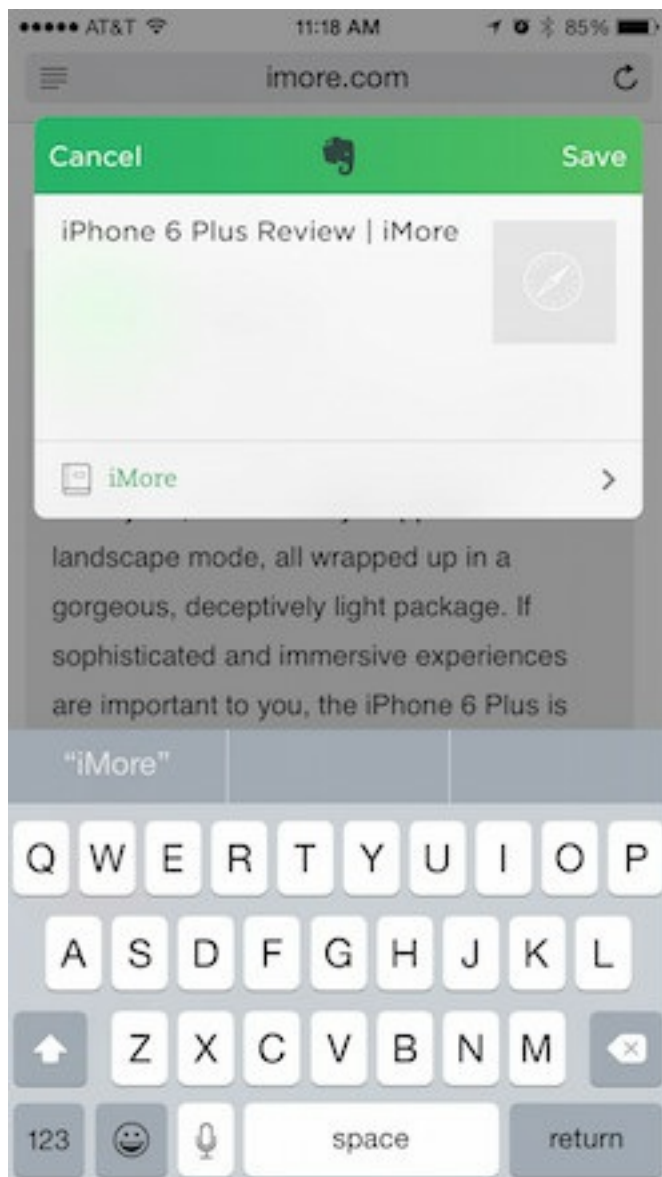 AT&T 11:18 AM 85%
imore.com
Cancel Save
iPhone 6 Plus Review | iMore
iMore
landscape mode, all wrapped up in a
gorgeous, deceptively light package. If
sophisticated and immersive experiences
are important to you, the iPhone 6 Plus is
“iMore”
Q W E R T Y U I O P
A S D F G H J K L
Z X C V B N M
123 space return